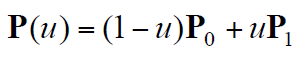 P(u) = (1 − u)P₀ + uP₁